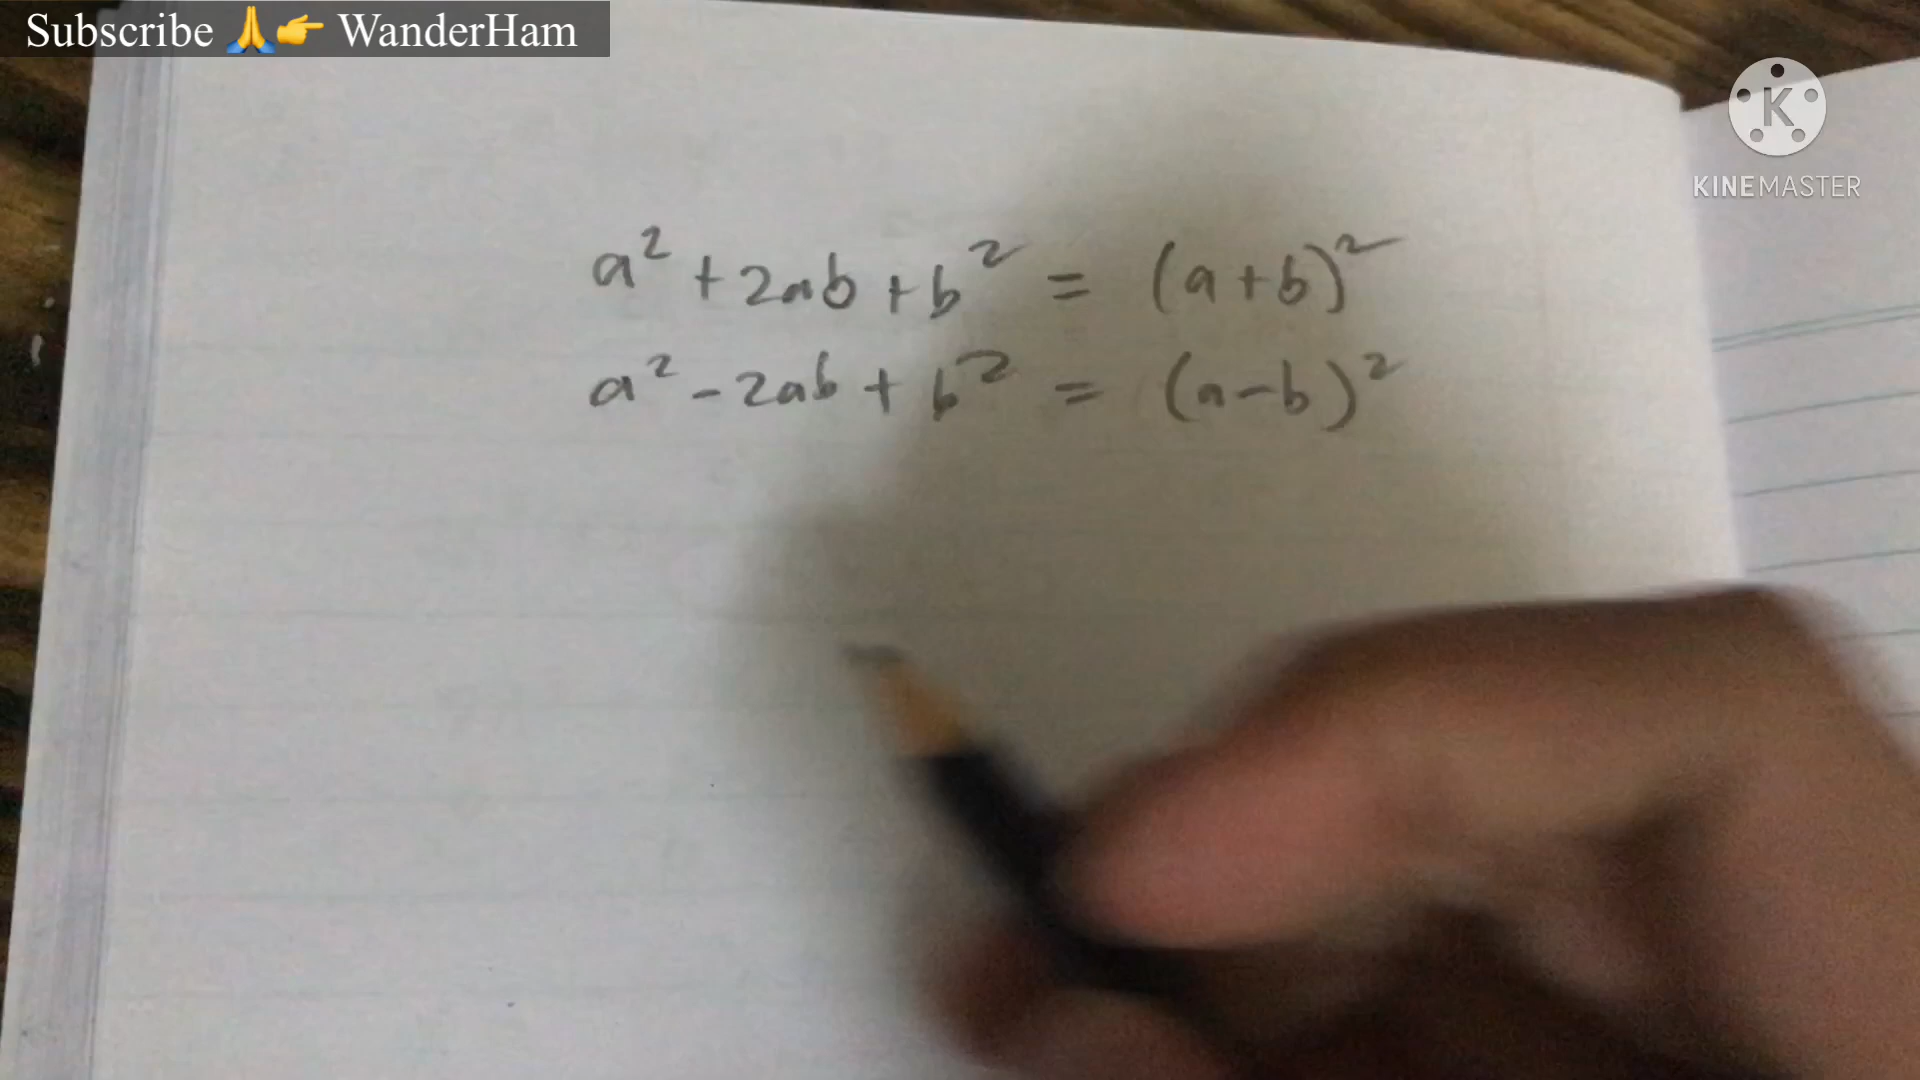 Subscribe 🙏👉 WanderHam
K
KINEMASTER
a² + 2ab + b² = (a+b)²
a² - 2ab + b² = (a-b)²